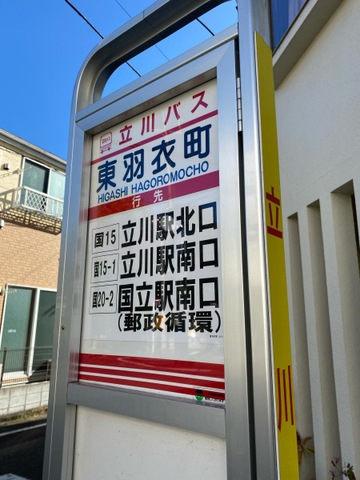 立川バス
東羽衣町
HIGASHI HAGOROMOCHO
行先
国15 立川駅北口
国15-1 立川駅南口
国20-2 国立駅南口
(郵政循環)
立川